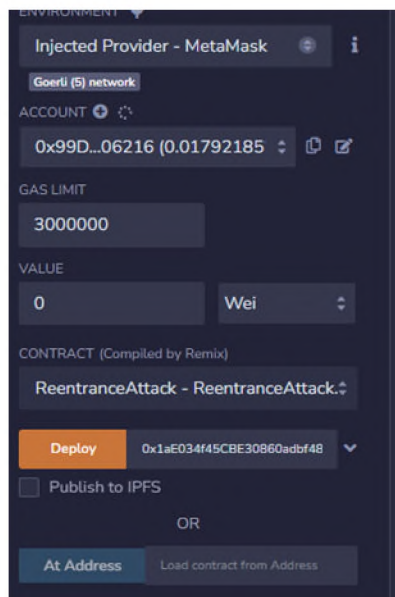 ENVIRONMENT
Injected Provider - MetaMask
Goerli (5) network
ACCOUNT
0x99D...06216 (0.01792185
GAS LIMIT
3000000
VALUE
0 Wei
CONTRACT (Compiled by Remix)
ReentranceAttack - ReentranceAttack.
Deploy 0x1aE034f45CBE30860adbf48
Publish to IPFS
OR
At Address Load contract from Address